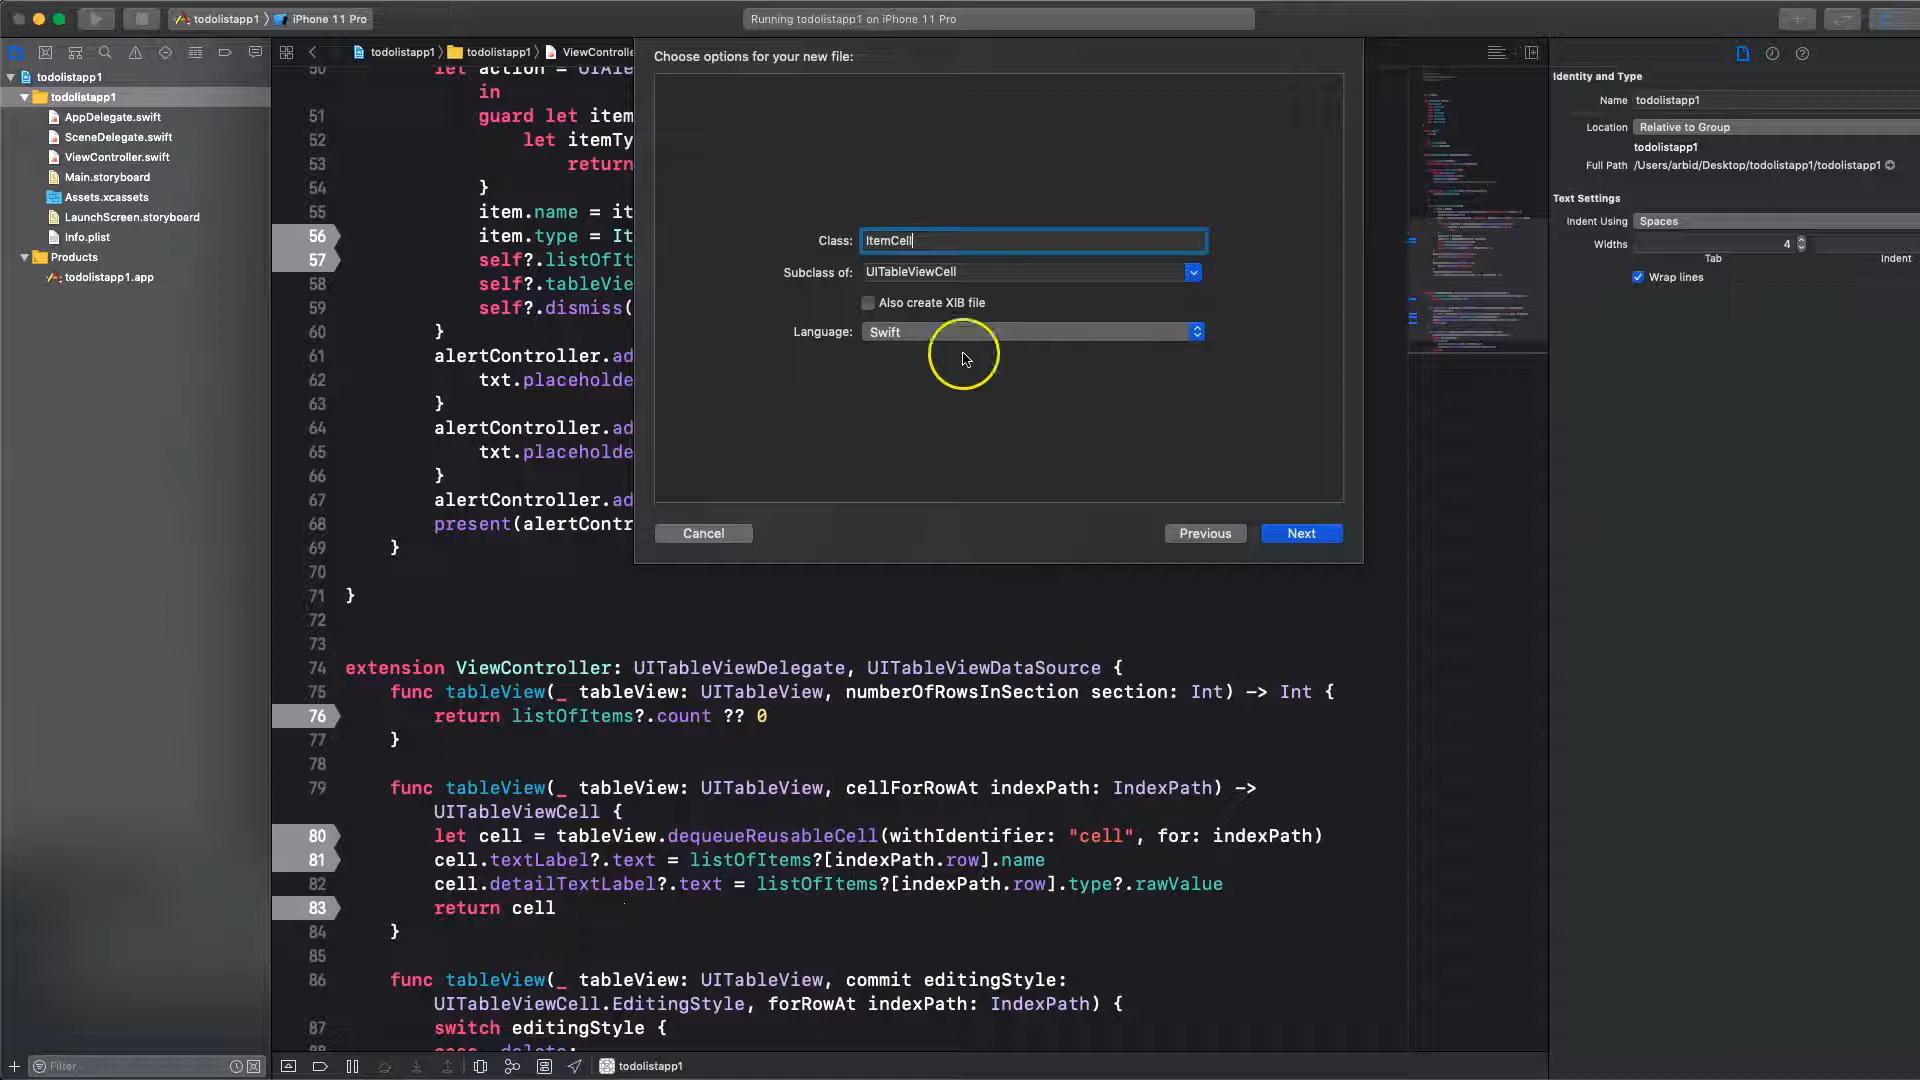 todolistapp1 〉 iPhone 11 Pro
Running todolistapp1 on iPhone 11 Pro
todolistapp1 〉 todolistapp1 〉 ViewControlle
todolistapp1
todolistapp1
AppDelegate.swift
SceneDelegate.swift
ViewController.swift
Main.storyboard
Assets.xcassets
LaunchScreen.storyboard
Info.plist
Products
todolistapp1.app
Filter
50 let action = UIAle
in
51 guard let item
52 let itemTy
53 return
54 }
55 item.name = it
56 item.type = It
57 self?.listOfIt
58 self?.tableVie
59 self?.dismiss(
60 }
61 alertController.ad
62 txt.placeholde
63 }
64 alertController.ad
65 txt.placeholde
66 }
67 alertController.ad
68 present(alertContr
69 }
70
71 }
72
73
74 extension ViewController: UITableViewDelegate, UITableViewDataSource {
75 func tableView(_ tableView: UITableView, numberOfRowsInSection section: Int) -> Int {
76 return listOfItems?.count ?? 0
77 }
78
79 func tableView(_ tableView: UITableView, cellForRowAt indexPath: IndexPath) ->
UITableViewCell {
80 let cell = tableView.dequeueReusableCell(withIdentifier: "cell", for: indexPath)
81 cell.textLabel?.text = listOfItems?[indexPath.row].name
82 cell.detailTextLabel?.text = listOfItems?[indexPath.row].type?.rawValue
83 return cell
84 }
85
86 func tableView(_ tableView: UITableView, commit editingStyle:
UITableViewCell.EditingStyle, forRowAt indexPath: IndexPath) {
87 switch editingStyle {
88 case .delete:
todolistapp1
Choose options for your new file:
Class: ItemCell
Subclass of: UITableViewCell
Also create XIB file
Language: Swift
Cancel
Previous
Next
Identity and Type
Name todolistapp1
Location Relative to Group
todolistapp1
Full Path /Users/arbid/Desktop/todolistapp1/todolistapp1
Text Settings
Indent Using Spaces
Widths 4
Tab Indent
Wrap lines